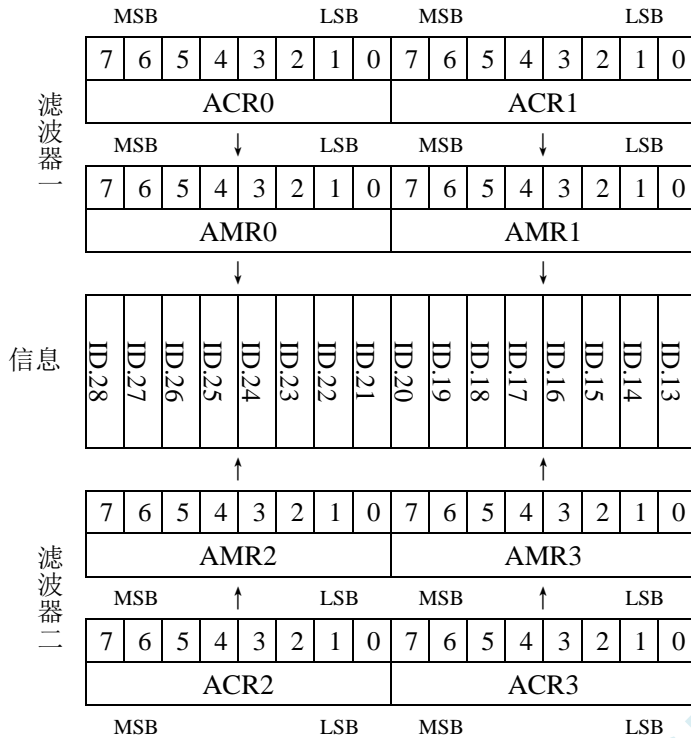 MSB LSB MSB LSB
7 6 5 4 3 2 1 0 7 6 5 4 3 2 1 0
ACR0 ACR1
滤波器一
MSB ↓ LSB MSB ↓ LSB
7 6 5 4 3 2 1 0 7 6 5 4 3 2 1 0
AMR0 AMR1
↓ ↓
信息
ID.28 ID.27 ID.26 ID.25 ID.24 ID.23 ID.22 ID.21 ID.20 ID.19 ID.18 ID.17 ID.16 ID.15 ID.14 ID.13
↑ ↑
7 6 5 4 3 2 1 0 7 6 5 4 3 2 1 0
AMR2 AMR3
滤波器二
MSB ↑ LSB MSB ↑ LSB
7 6 5 4 3 2 1 0 7 6 5 4 3 2 1 0
ACR2 ACR3
MSB LSB MSB LSB